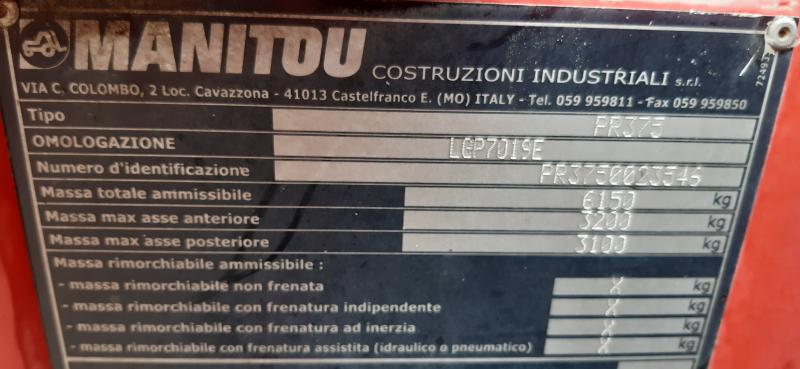 MANITOU COSTRUZIONI INDUSTRIALI s.r.l.
VIA C. COLOMBO, 2 Loc. Cavazzona - 41013 Castelfranco E. (MO) ITALY - Tel. 059 959811 - Fax 059 959850
Tipo PR375
OMOLOGAZIONE LGP7019E
Numero d'identificazione PR3750023546
Massa totale ammissibile 6150 kg
Massa max asse anteriore 3200 kg
Massa max asse posteriore 3100 kg
Massa rimorchiabile ammissibile :
- massa rimorchiabile non frenata X kg
- massa rimorchiabile con frenatura indipendente X kg
- massa rimorchiabile con frenatura ad inerzia X kg
- massa rimorchiabile con frenatura assistita (idraulico o pneumatico) X kg